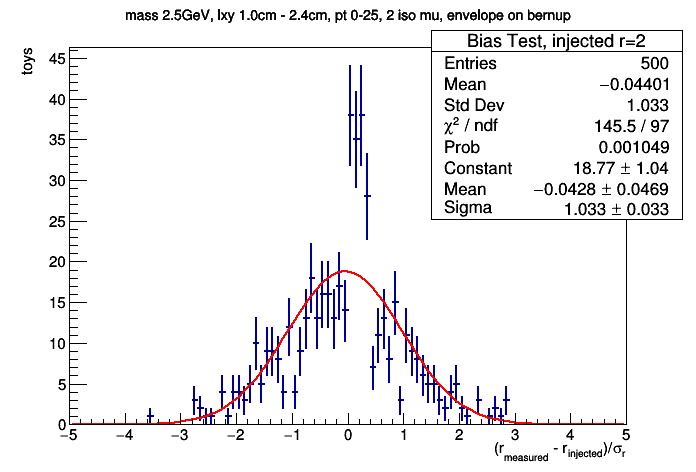 mass 2.5GeV, lxy 1.0cm - 2.4cm, pt 0-25, 2 iso mu, envelope on bernup
Bias Test, injected r=2
Entries 500
Mean −0.04401
Std Dev 1.033
χ² / ndf 145.5 / 97
Prob 0.001049
Constant 18.77 ± 1.04
Mean −0.0428 ± 0.0469
Sigma 1.033 ± 0.033
toys
45
40
35
30
25
20
15
10
5
0
−5 −4 −3 −2 −1 0 1 2 3 4 5
(r_measured - r_injected)/σ_r